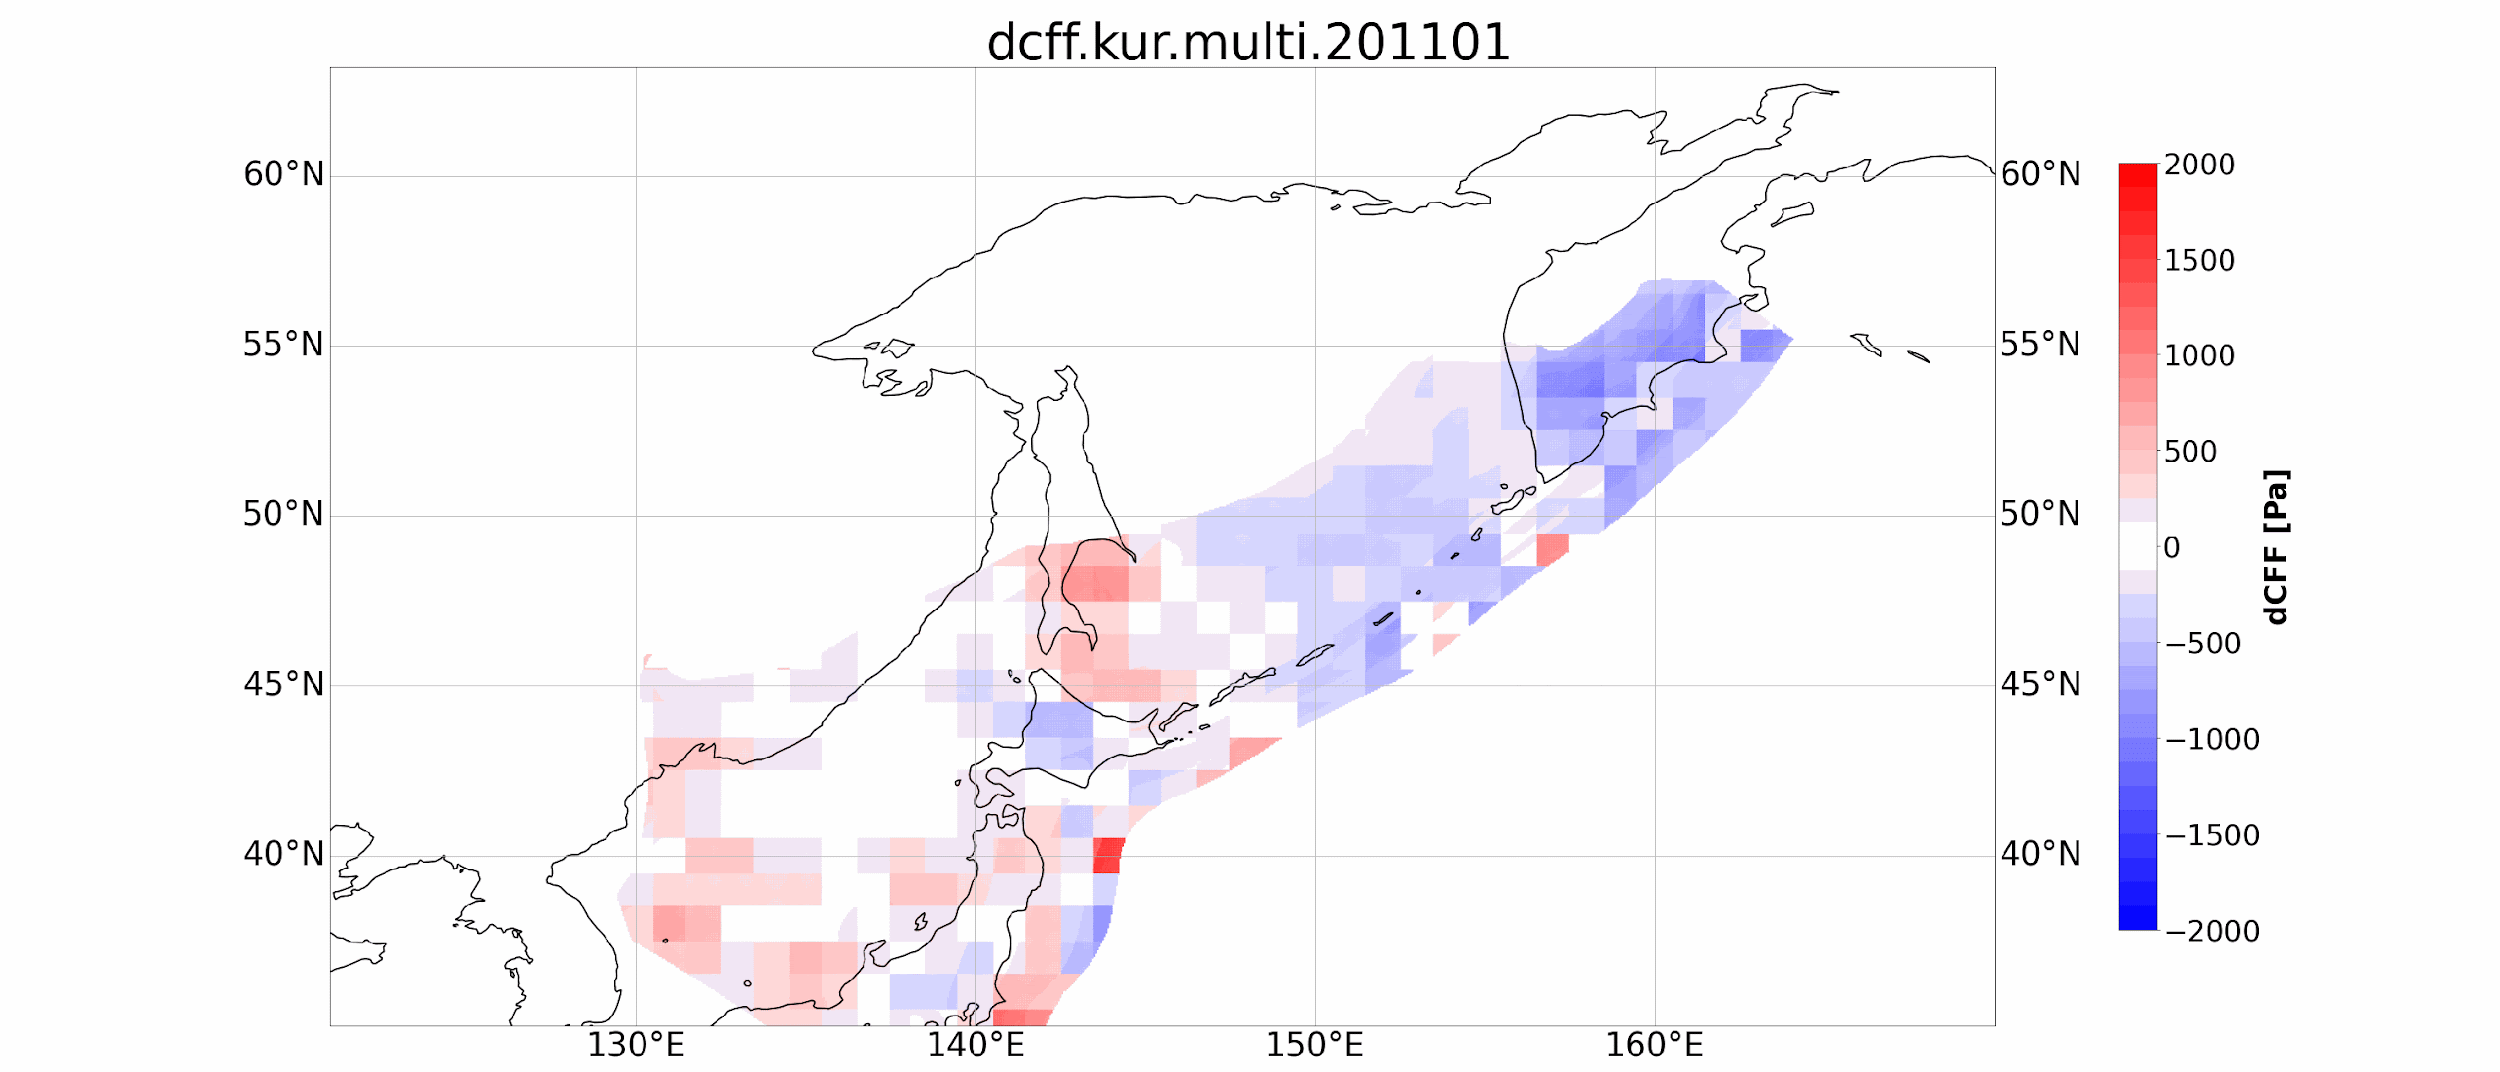 dcff.kur.multi.201101
60°N
60°N
55°N
55°N
50°N
50°N
45°N
45°N
40°N
40°N
130°E
140°E
150°E
160°E
2000
1500
1000
500
0
−500
−1000
−1500
−2000
dCFF [Pa]